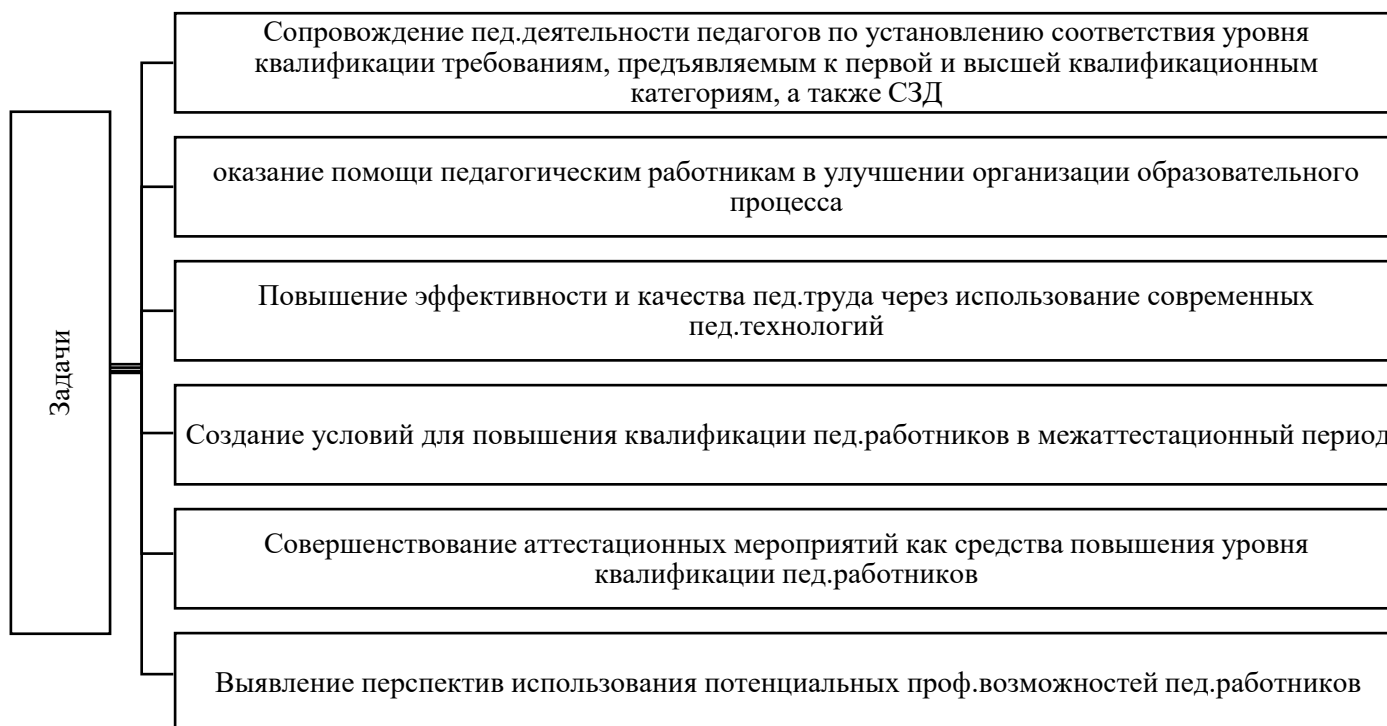 Задачи
Сопровождение пед.деятельности педагогов по установлению соответствия уровня
квалификации требованиям, предъявляемым к первой и высшей квалификационным
категориям, а также СЗД
оказание помощи педагогическим работникам в улучшении организации образовательного
процесса
Повышение эффективности и качества пед.труда через использование современных
пед.технологий
Создание условий для повышения квалификации пед.работников в межаттестационный период
Совершенствование аттестационных мероприятий как средства повышения уровня
квалификации пед.работников
Выявление перспектив использования потенциальных проф.возможностей пед.работников